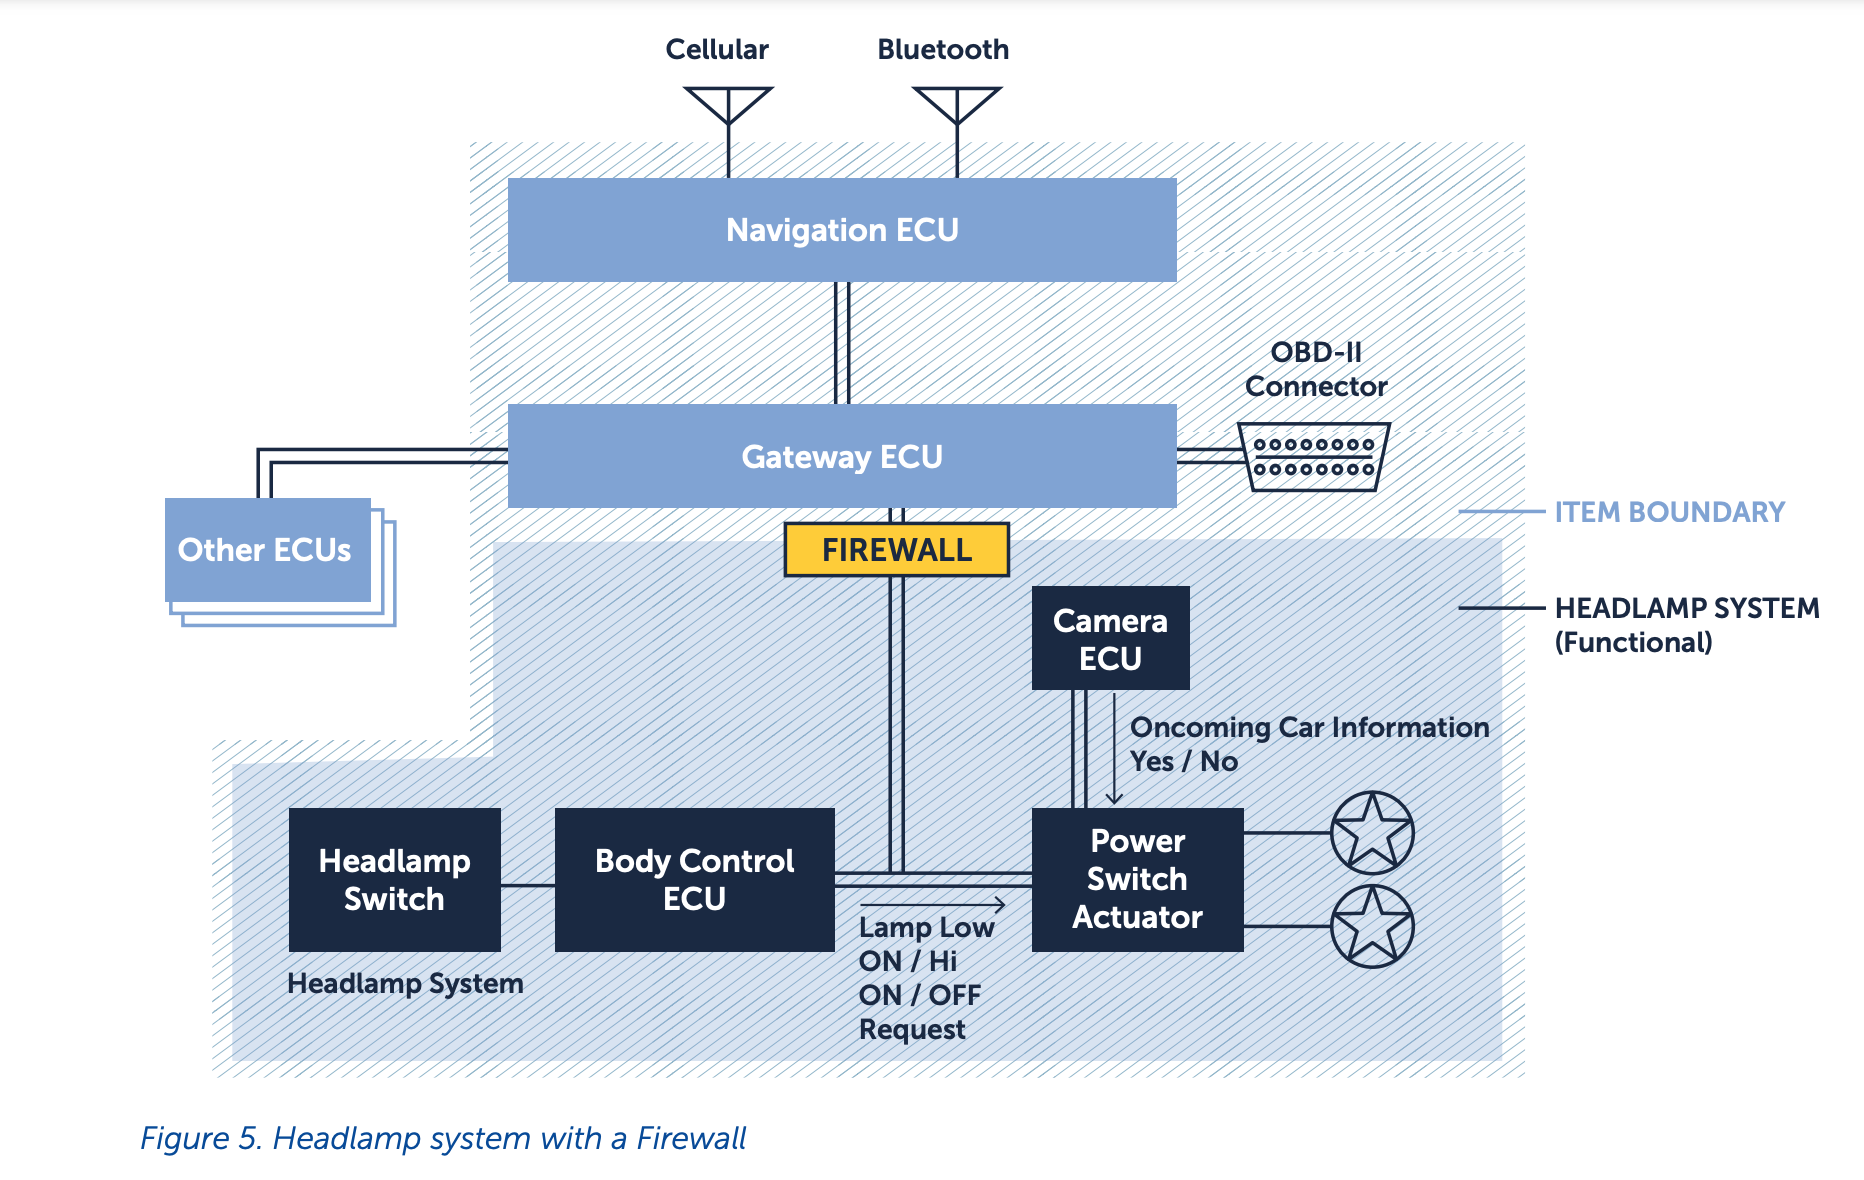 Cellular
Bluetooth
Navigation ECU
OBD-II
Connector
Gateway ECU
ITEM BOUNDARY
Other ECUs
FIREWALL
HEADLAMP SYSTEM
(Functional)
Camera
ECU
Oncoming Car Information
Yes / No
Headlamp
Switch
Body Control
ECU
Power
Switch
Actuator
Lamp Low
ON / Hi
ON / OFF
Request
Headlamp System
Figure 5. Headlamp system with a Firewall